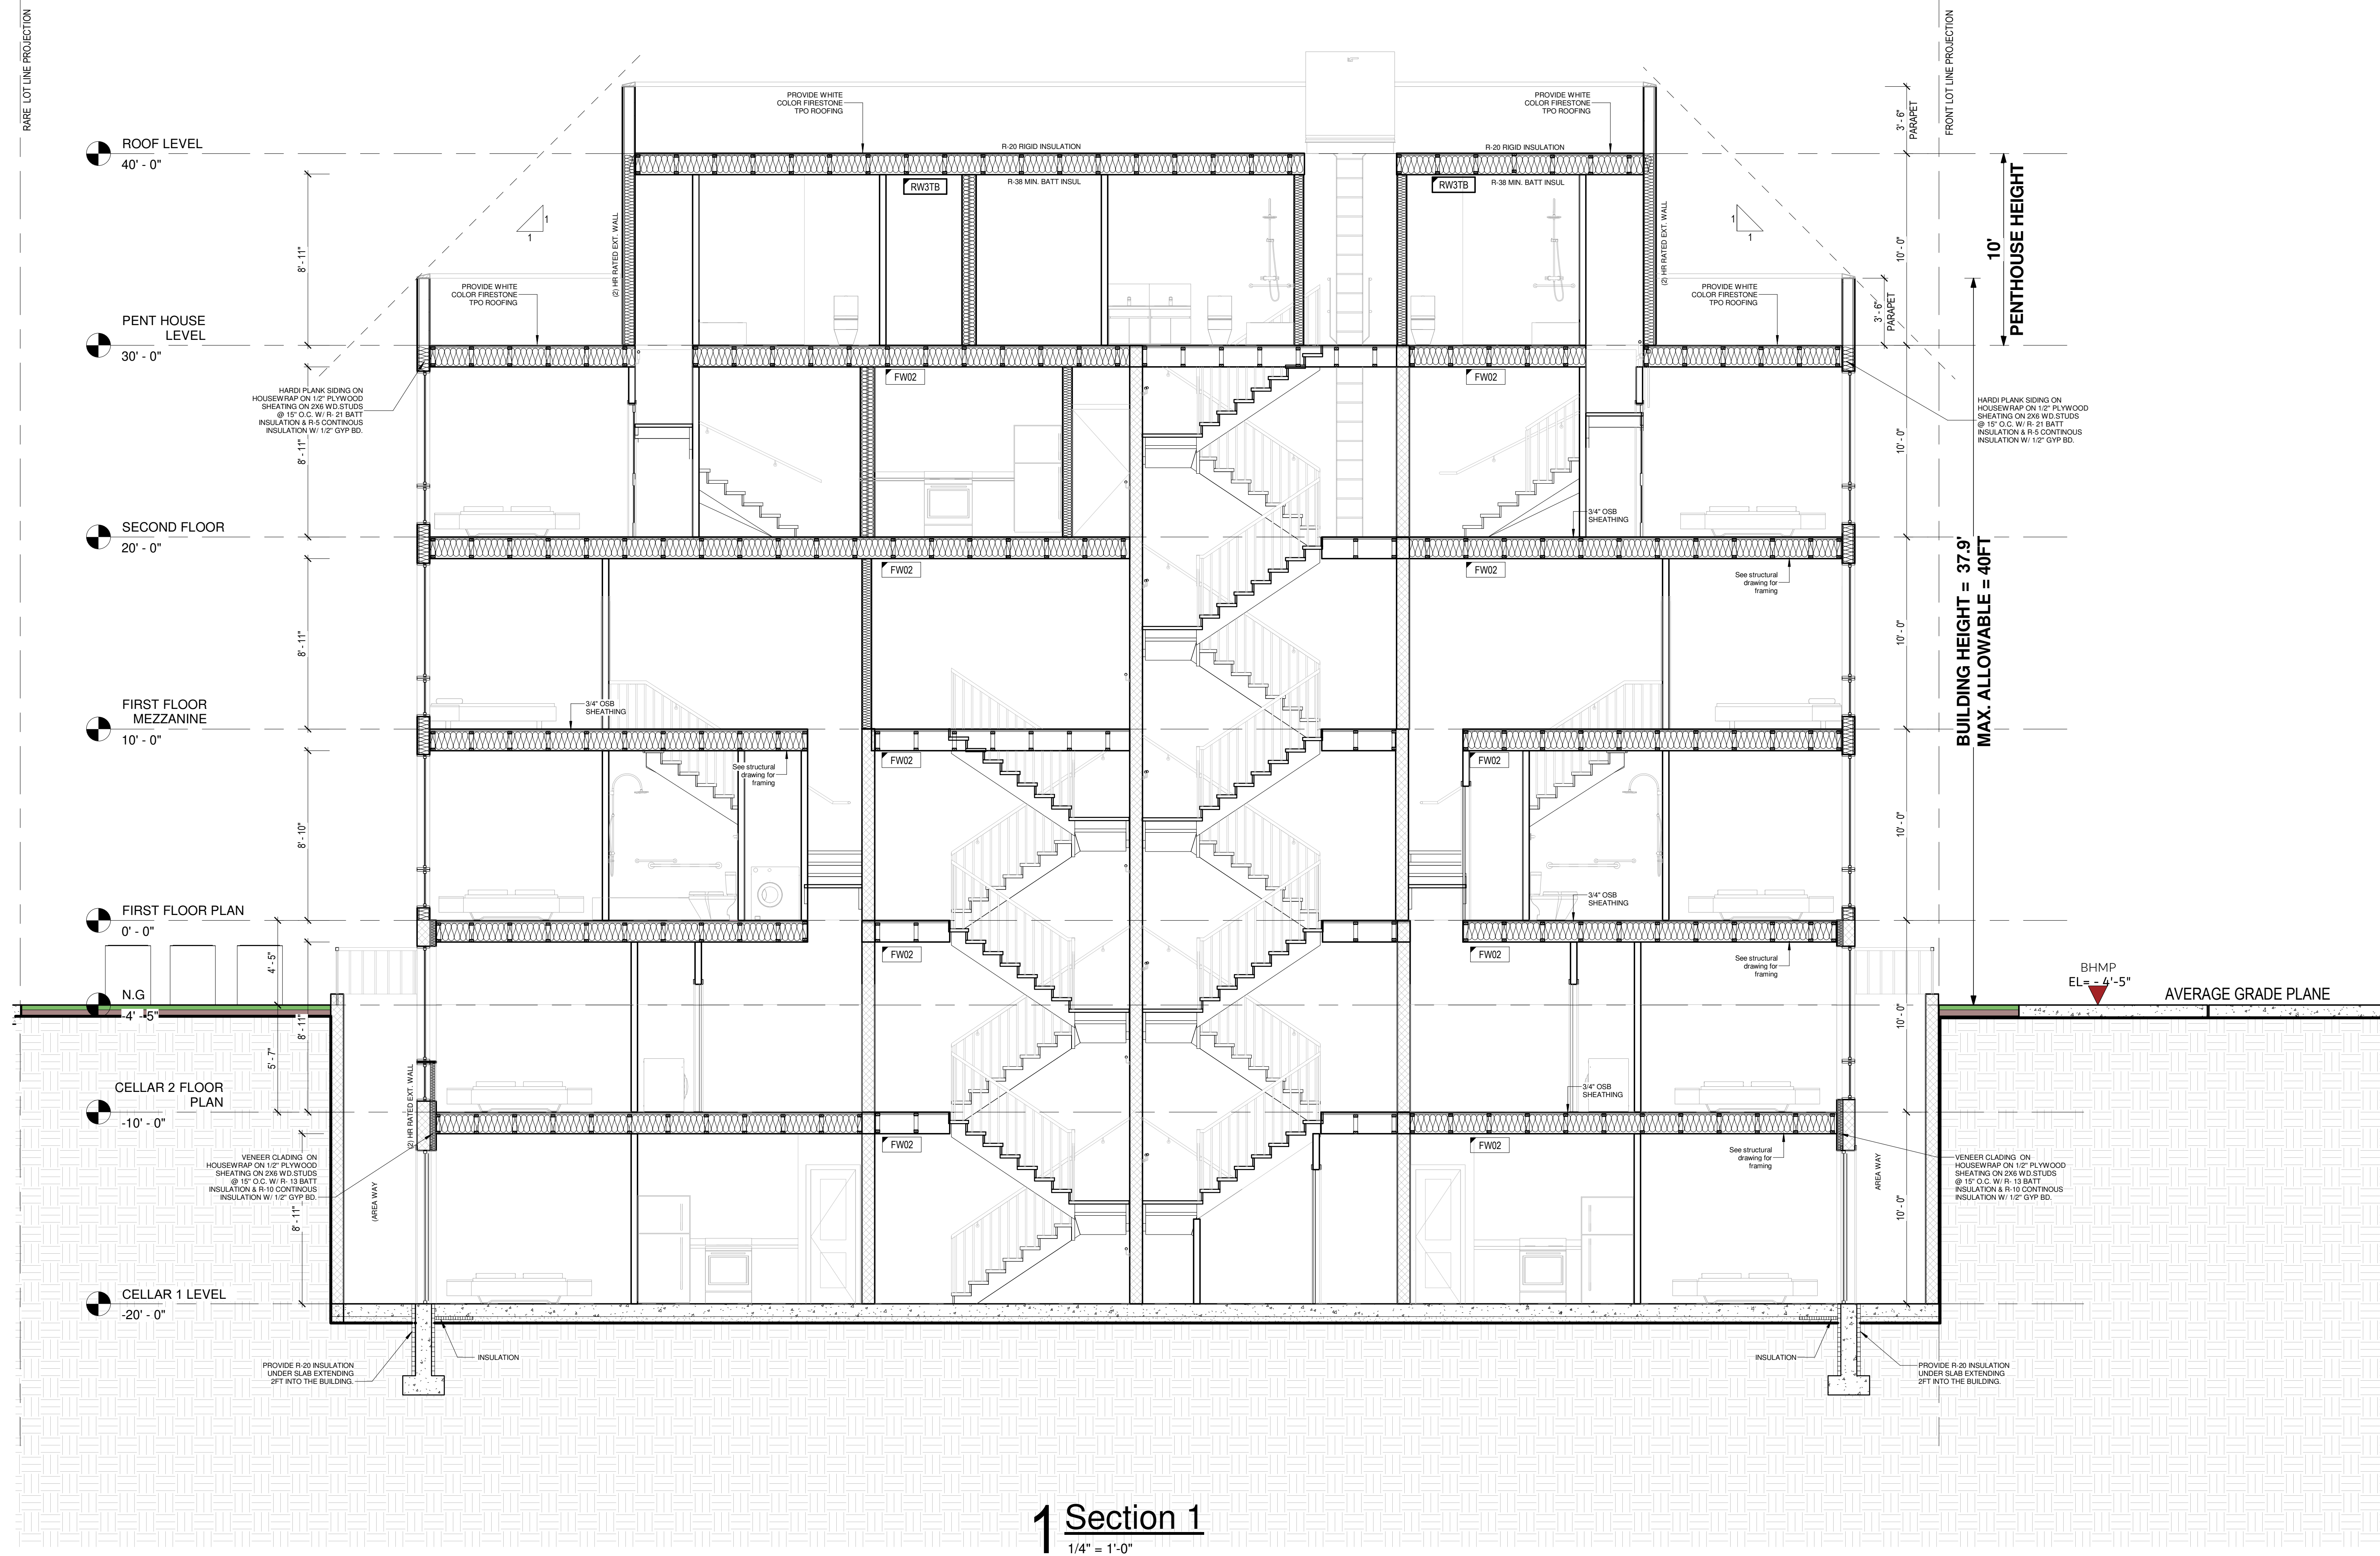 RARE LOT LINE PROJECTION
FRONT LOT LINE PROJECTION
PROVIDE WHITE
COLOR FIRESTONE
TPO ROOFING
PROVIDE WHITE
COLOR FIRESTONE
TPO ROOFING
3' - 6"
PARAPET
ROOF LEVEL
40' - 0"
R-20 RIGID INSULATION
R-20 RIGID INSULATION
RW3TB
R-38 MIN. BATT INSUL
RW3TB
R-38 MIN. BATT INSUL
1
1
1
1
(2) HR RATED EXT. WALL
(2) HR RATED EXT. WALL
8' - 11"
10' - 0"
10'
PENTHOUSE HEIGHT
PROVIDE WHITE
COLOR FIRESTONE
TPO ROOFING
PROVIDE WHITE
COLOR FIRESTONE
TPO ROOFING
3' - 6"
PARAPET
PENT HOUSE
LEVEL
30' - 0"
FW02
FW02
HARDI PLANK SIDING ON
HOUSEWRAP ON 1/2" PLYWOOD
SHEATING ON 2X6 WD.STUDS
@ 15" O.C. W/ R- 21 BATT
INSULATION & R-5 CONTINOUS
INSULATION W/ 1/2" GYP BD.
HARDI PLANK SIDING ON
HOUSEWRAP ON 1/2" PLYWOOD
SHEATING ON 2X6 WD.STUDS
@ 15" O.C. W/ R- 21 BATT
INSULATION & R-5 CONTINOUS
INSULATION W/ 1/2" GYP BD.
8' - 11"
10' - 0"
3/4" OSB
SHEATHING
SECOND FLOOR
20' - 0"
FW02
FW02
See structural
drawing for
framing
8' - 11"
10' - 0"
BUILDING HEIGHT = 37.9'
MAX. ALLOWABLE = 40FT
FIRST FLOOR
MEZZANINE
10' - 0"
3/4" OSB
SHEATHING
See structural
drawing for
framing
FW02
FW02
8' - 10"
10' - 0"
3/4" OSB
SHEATHING
FIRST FLOOR PLAN
0' - 0"
FW02
FW02
See structural
drawing for
framing
4' - 5"
N.G
-4' - 5"
BHMP
EL= - 4'-5"
AVERAGE GRADE PLANE
8' - 11"
5' - 7"
10' - 0"
CELLAR 2 FLOOR
PLAN
-10' - 0"
(2) HR RATED EXT. WALL
3/4" OSB
SHEATHING
FW02
FW02
See structural
drawing for
framing
VENEER CLADING ON
HOUSEWRAP ON 1/2" PLYWOOD
SHEATING ON 2X6 WD.STUDS
@ 15" O.C. W/ R- 13 BATT
INSULATION & R-10 CONTINOUS
INSULATION W/ 1/2" GYP BD.
VENEER CLADING ON
HOUSEWRAP ON 1/2" PLYWOOD
SHEATING ON 2X6 WD.STUDS
@ 15" O.C. W/ R- 13 BATT
INSULATION & R-10 CONTINOUS
INSULATION W/ 1/2" GYP BD.
(AREA WAY
AREA WAY
8' - 11"
10' - 0"
CELLAR 1 LEVEL
-20' - 0"
INSULATION
INSULATION
PROVIDE R-20 INSULATION
UNDER SLAB EXTENDING
2FT INTO THE BUILDING.
PROVIDE R-20 INSULATION
UNDER SLAB EXTENDING
2FT INTO THE BUILDING.
1 Section 1
1/4" = 1'-0"